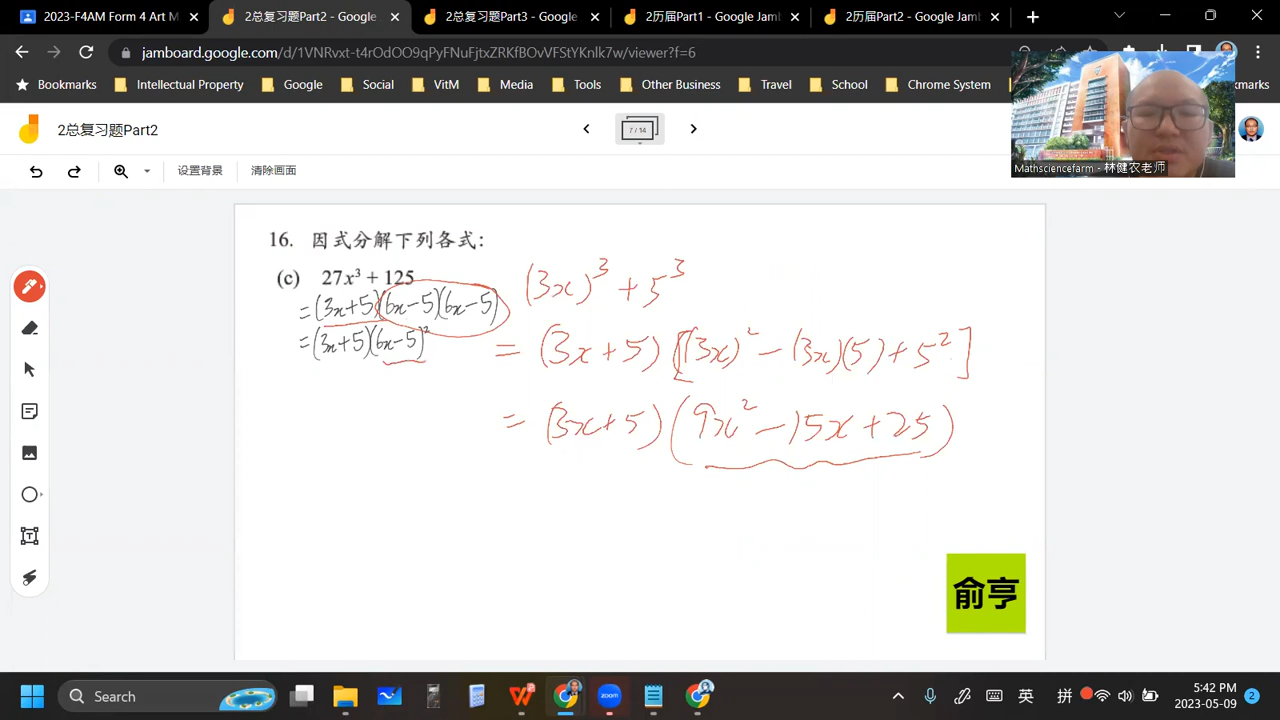 2023-F4AM Form 4 Art M
2总复习题Part2 - Google
2总复习题Part3 - Google
2历届Part1 - Google Jamb
2历届Part2 - Google Jaml
jamboard.google.com/d/1VNRvxt-t4rOdOO9qPyFNuFitxZRKfBOvVFStYKnlk7w/viewer?f=6
Bookmarks
Intellectual Property
Google
Social
VitM
Media
Tools
Other Business
Travel
School
Chrome System
Bookmarks
2总复习题Part2
7 / 14
设置背景
清除画面
Mathsciencefarm - 林健农老师
16. 因式分解下列各式:
(c) 27x³ + 125
= (3x+5)(6x-5)(6x-5)
= (3x+5)(6x-5)²
(3x)³ + 5³
= (3x+5) [(3x)² - (3x)(5) + 5²]
= (3x+5) (9x² - 15x + 25)
俞亨
Search
英
拼
5:42 PM
2023-05-09
2